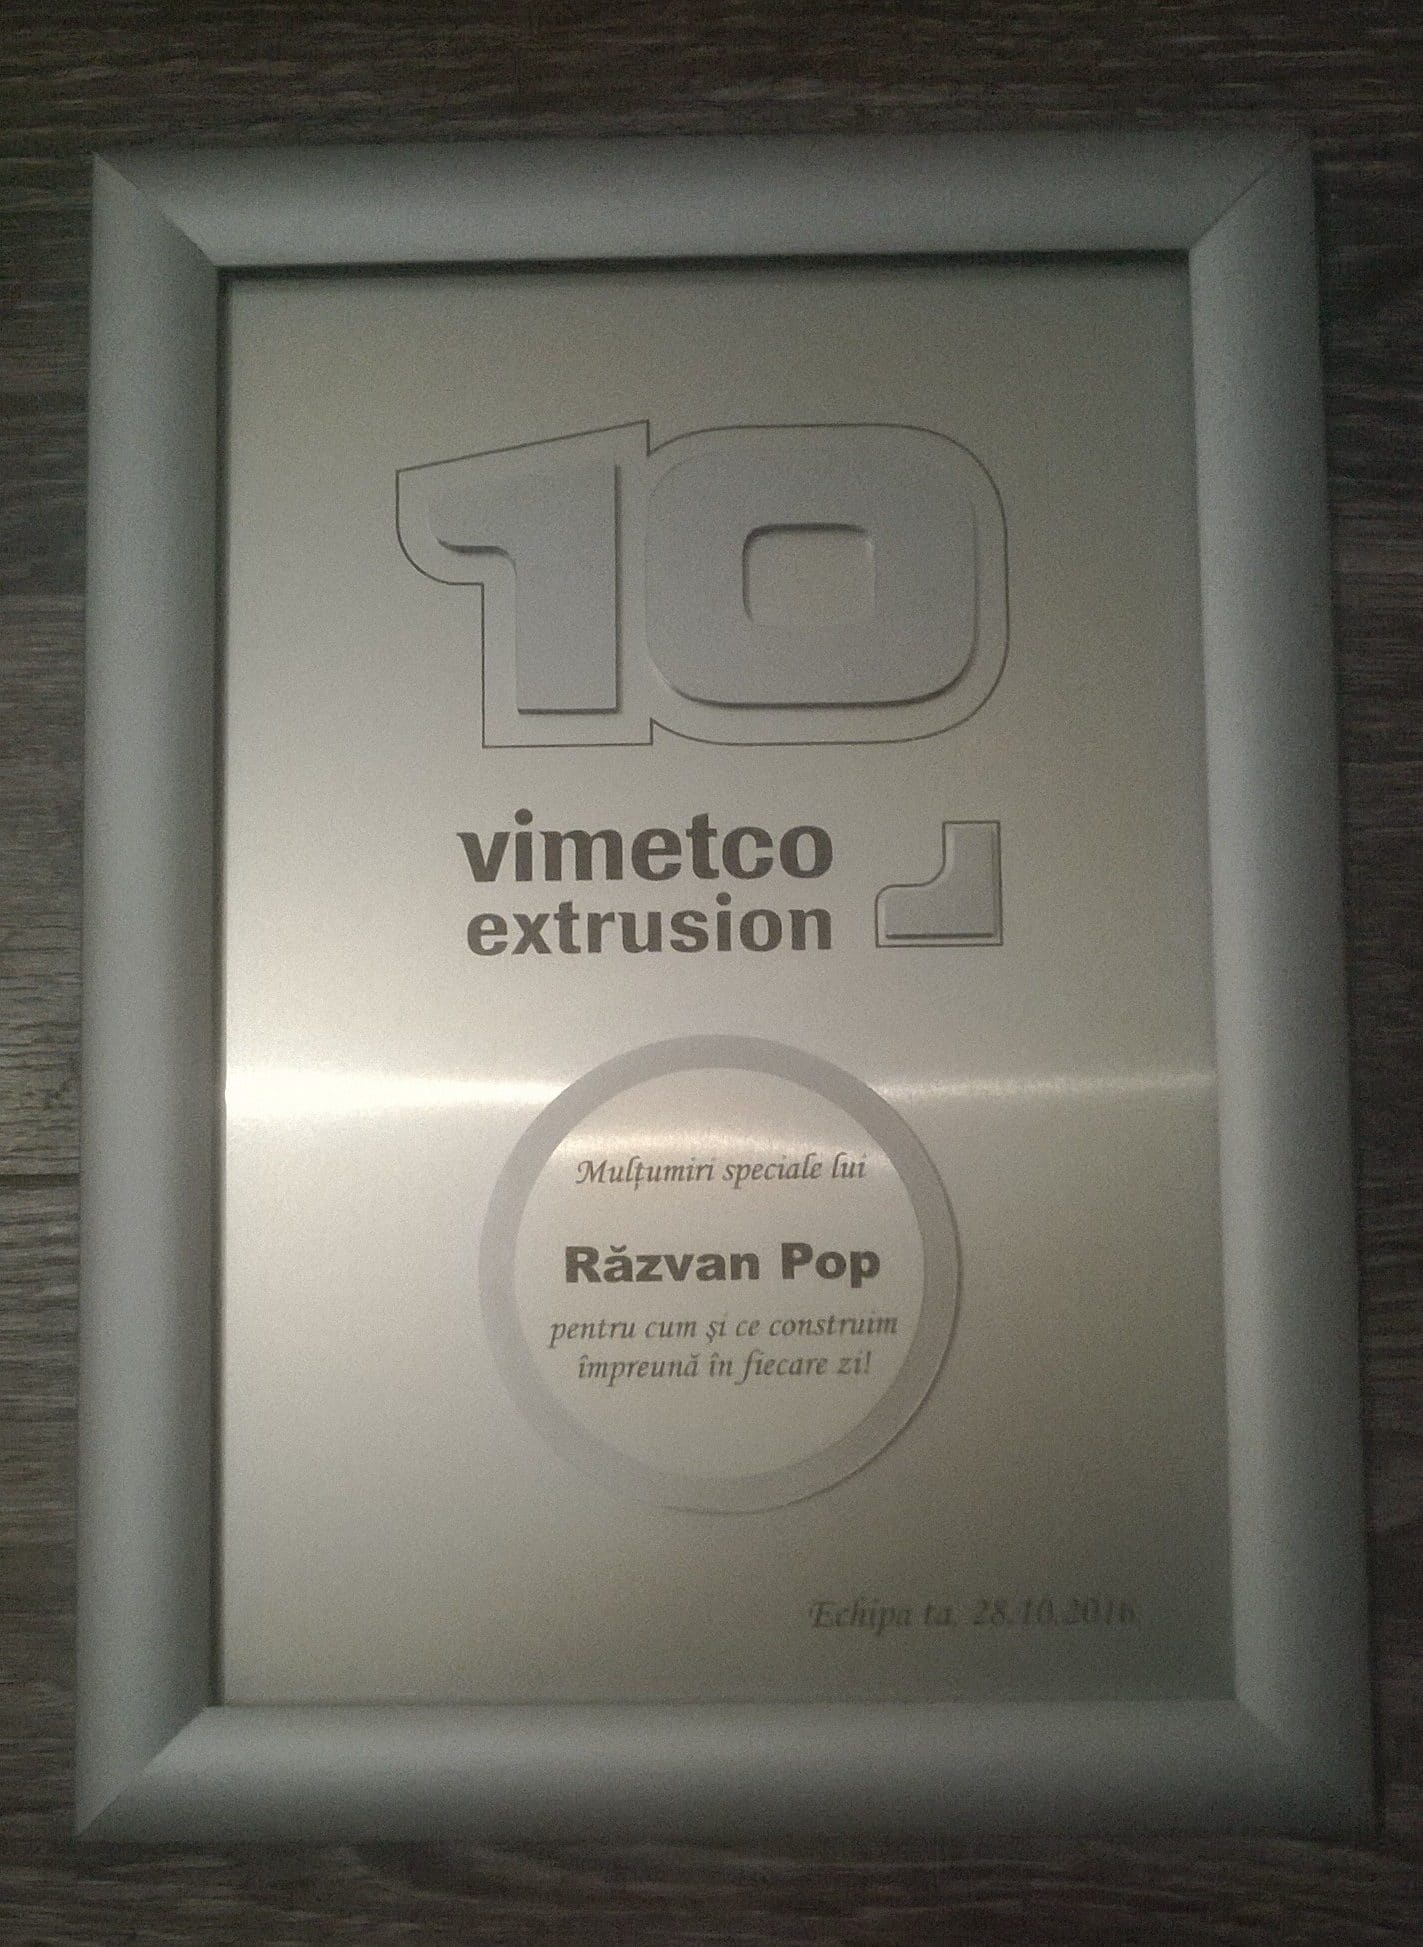 10
vimetco
extrusion
Mulțumiri speciale lui
Răzvan Pop
pentru cum și ce construim
împreună în fiecare zi!
Echipa ta, 28.10.2016